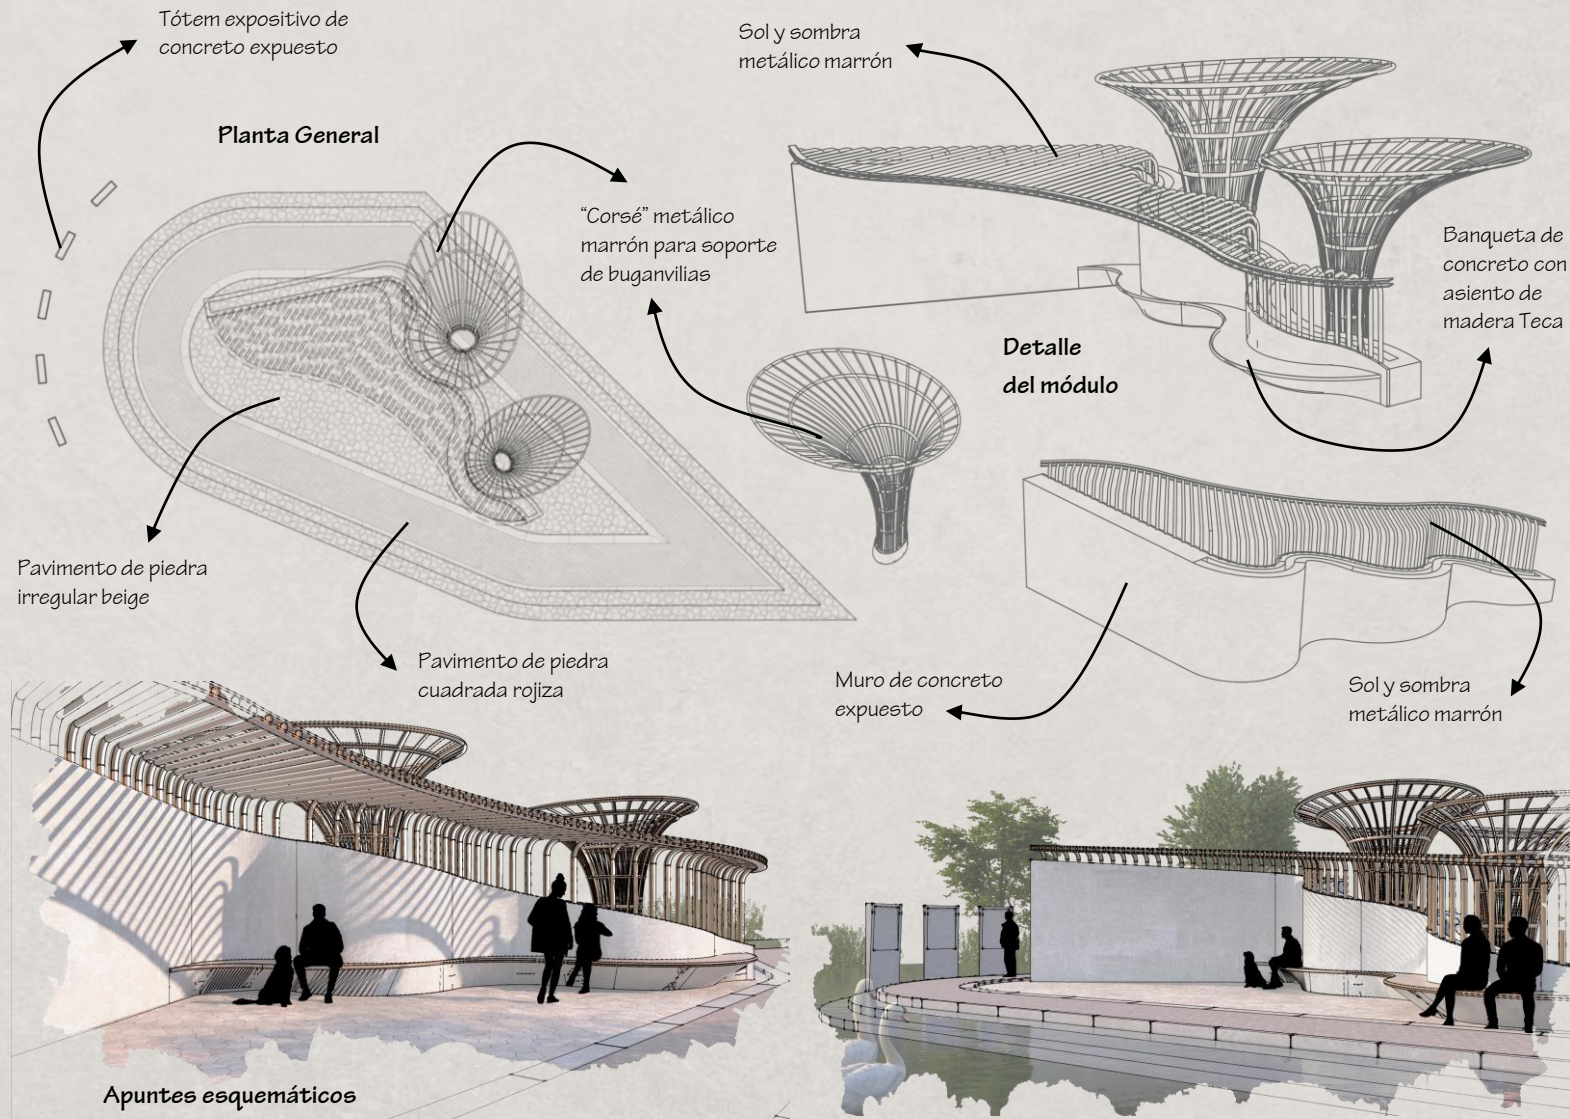 Tótem expositivo de
concreto expuesto
Planta General
"Corsé" metálico
marrón para soporte
de buganvilias
Sol y sombra
metálico marrón
Banqueta de
concreto con
asiento de
madera Teca
Detalle
del módulo
Pavimento de piedra
irregular beige
Pavimento de piedra
cuadrada rojiza
Muro de concreto
expuesto
Sol y sombra
metálico marrón
Apuntes esquemáticos